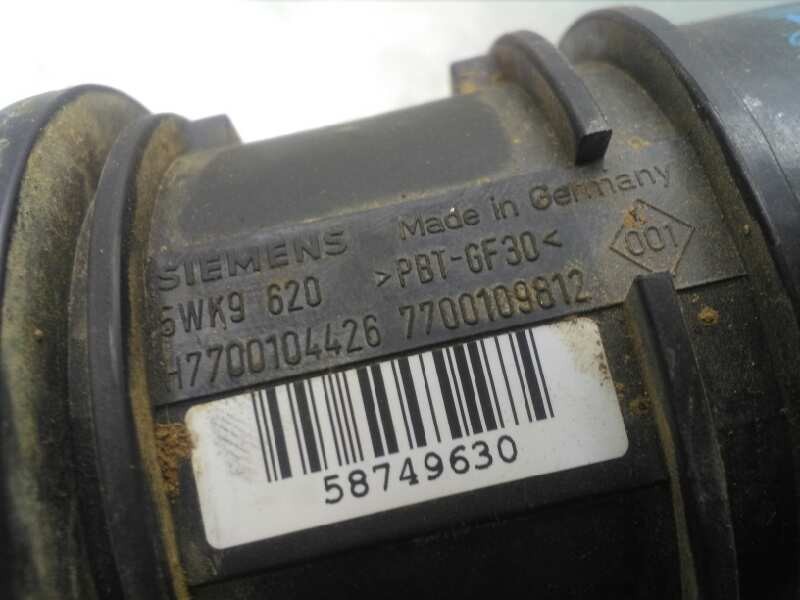 SIEMENS Made in Germany
5WK9 620 >PBT-GF30< 001
H7700104426 7700109812
58749630